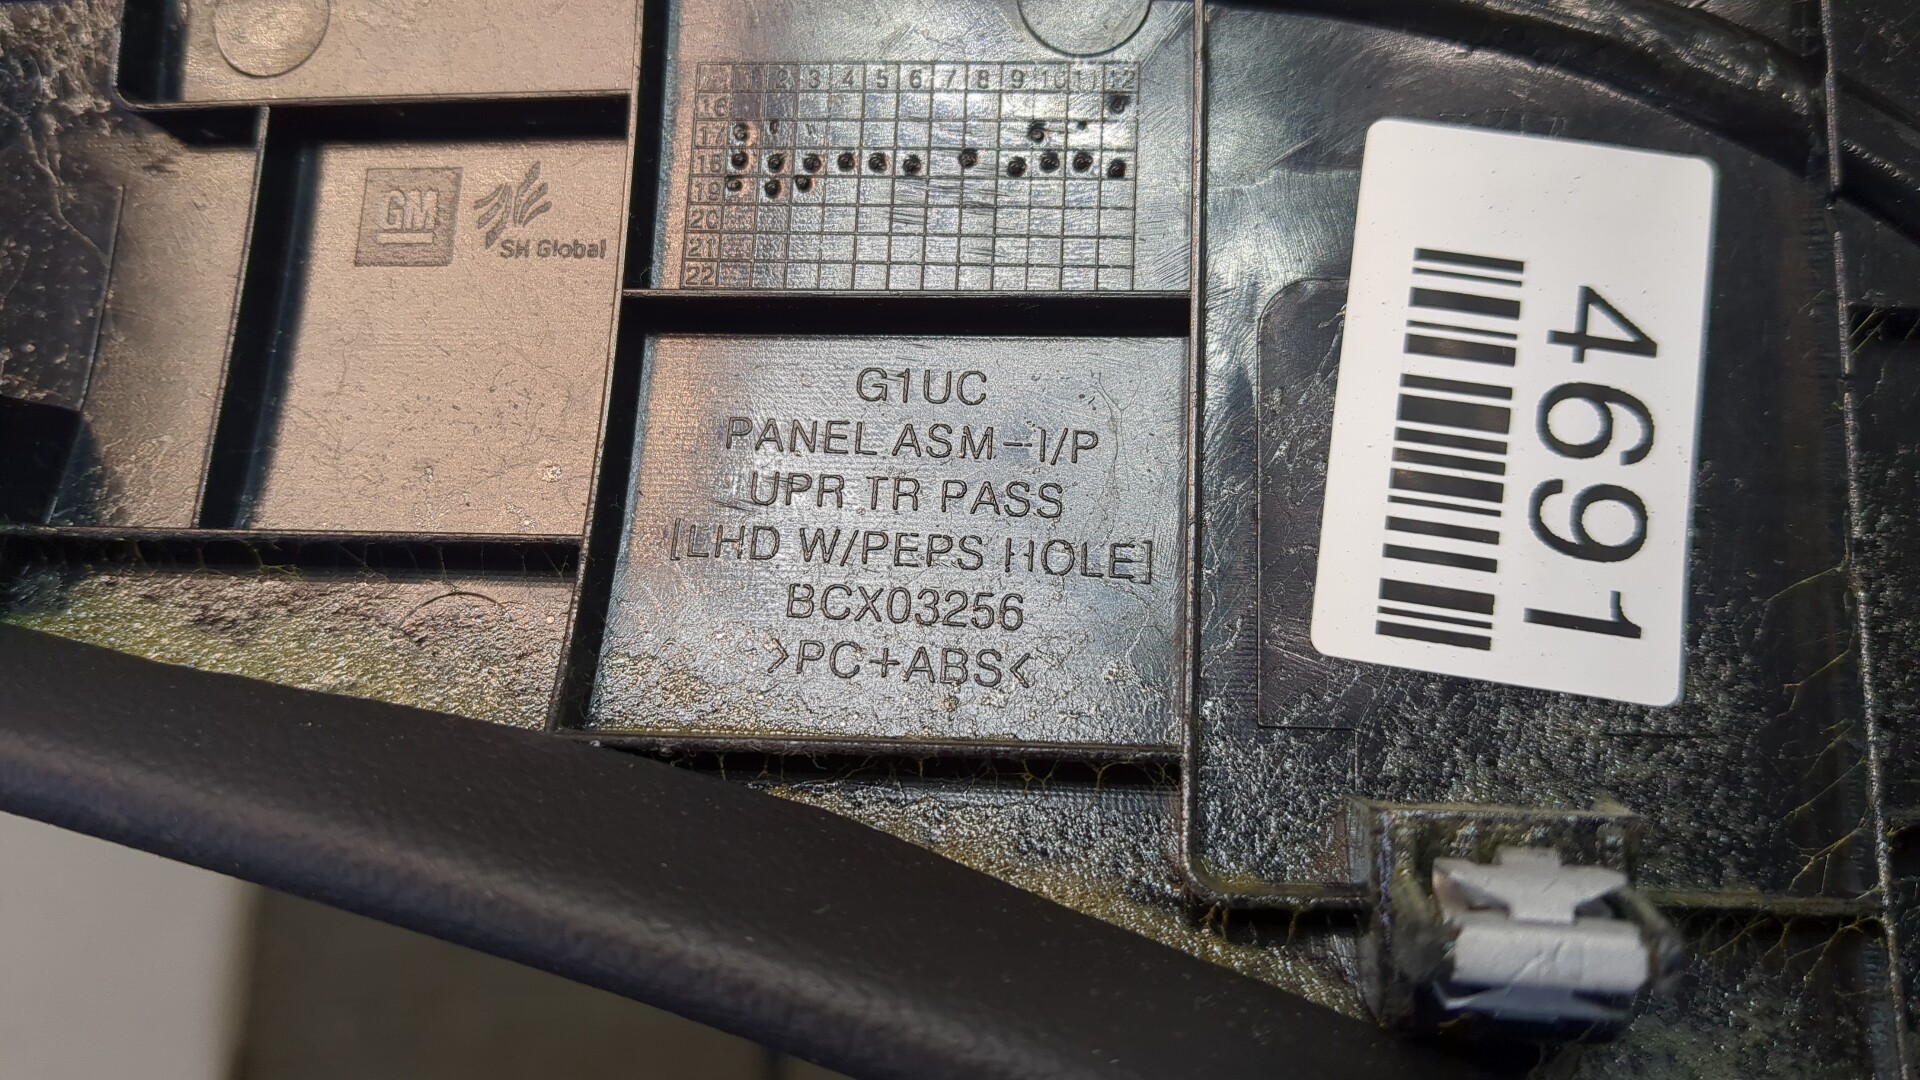 1 2 3 4 5 6 7 8 9 10 11 12
16
17
18
19
20
21
22
GM
SH Global
G1UC
PANEL ASM-I/P
UPR TR PASS
[LHD W/PEPS HOLE]
BCX03256
>PC+ABS<
4691